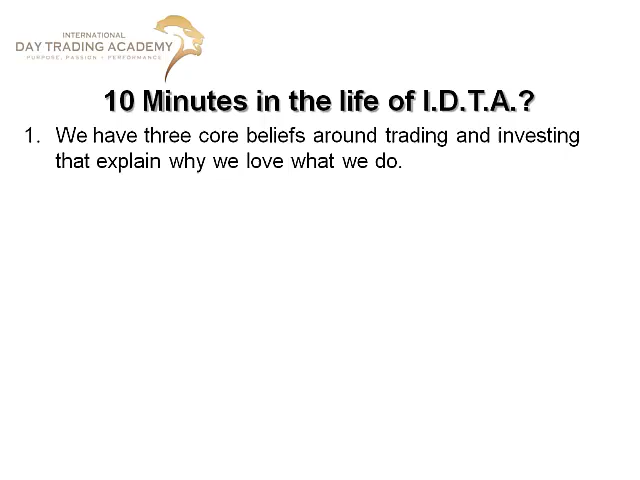 INTERNATIONAL
DAY TRADING ACADEMY
PURPOSE, PASSION + PERFORMANCE
10 Minutes in the life of I.D.T.A.?
1. We have three core beliefs around trading and investing
that explain why we love what we do.